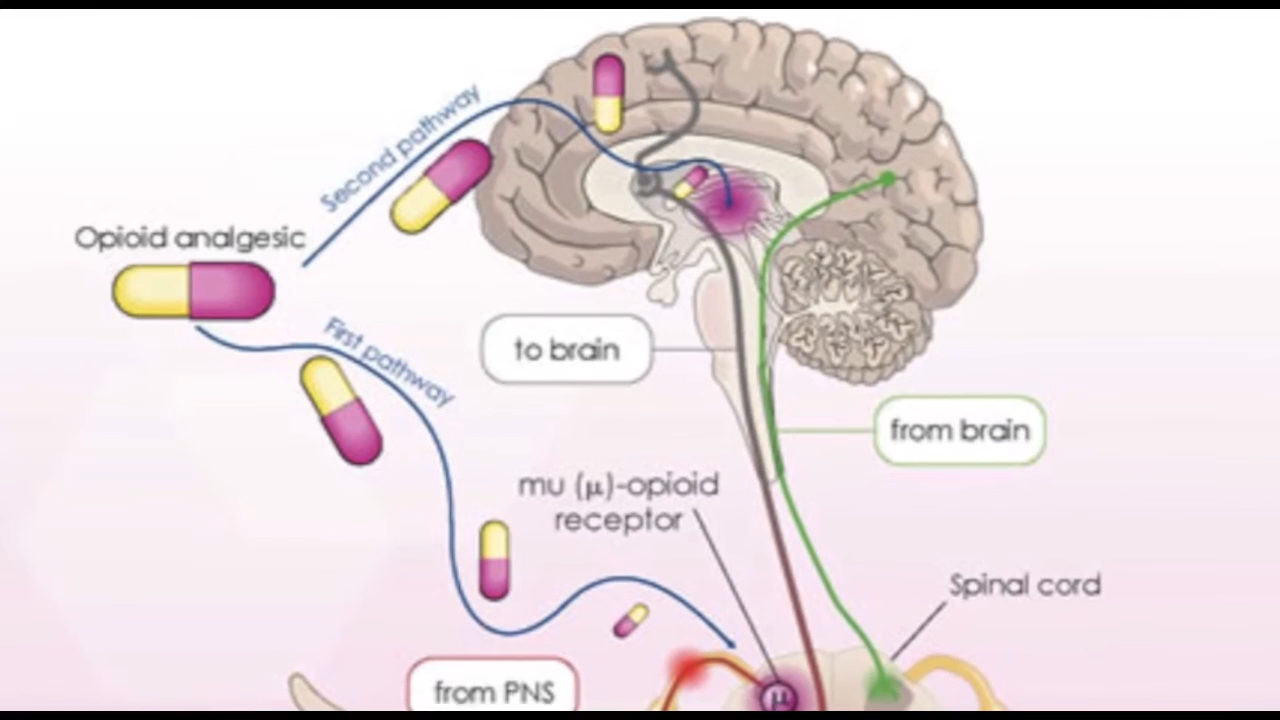 Second pathway
Opioid analgesic
First pathway
to brain
from brain
mu (μ)-opioid
receptor
Spinal cord
from PNS
μ